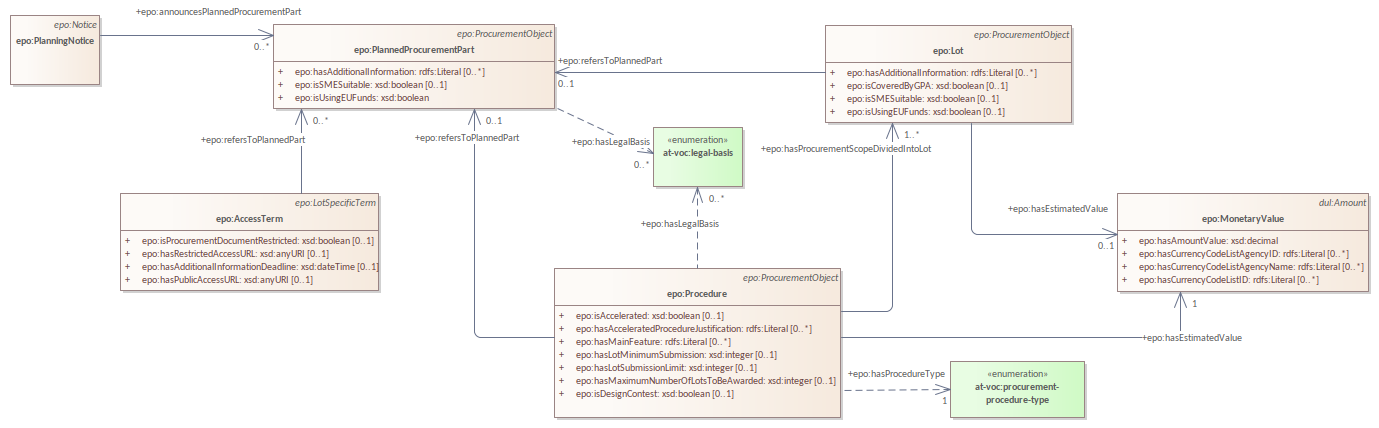 +epo:announcesPlannedProcurementPart
0..*
epo:Notice
epo:PlanningNotice
epo:ProcurementObject
epo:PlannedProcurementPart
+ epo:hasAdditionalInformation: rdfs:Literal [0..*]
+ epo:isSMESuitable: xsd:boolean [0..1]
+ epo:isUsingEUFunds: xsd:boolean
+epo:refersToPlannedPart
0..1
epo:ProcurementObject
epo:Lot
+ epo:hasAdditionalInformation: rdfs:Literal [0..*]
+ epo:isCoveredByGPA: xsd:boolean [0..1]
+ epo:isSMESuitable: xsd:boolean [0..1]
+ epo:isUsingEUFunds: xsd:boolean [0..1]
0..*
+epo:refersToPlannedPart
0..1
+epo:refersToPlannedPart
+epo:hasLegalBasis
0..*
«enumeration»
at-voc:legal-basis
1..*
+epo:hasProcurementScopeDividedIntoLot
epo:LotSpecificTerm
epo:AccessTerm
+ epo:isProcurementDocumentRestricted: xsd:boolean [0..1]
+ epo:hasRestrictedAccessURL: xsd:anyURI [0..1]
+ epo:hasAdditionalInformationDeadline: xsd:dateTime [0..1]
+ epo:hasPublicAccessURL: xsd:anyURI [0..1]
0..*
+epo:hasLegalBasis
+epo:hasEstimatedValue
0..1
dul:Amount
epo:MonetaryValue
+ epo:hasAmountValue: xsd:decimal
+ epo:hasCurrencyCodeListAgencyID: rdfs:Literal [0..*]
+ epo:hasCurrencyCodeListAgencyName: rdfs:Literal [0..*]
+ epo:hasCurrencyCodeListID: rdfs:Literal [0..*]
epo:ProcurementObject
epo:Procedure
+ epo:isAccelerated: xsd:boolean [0..1]
+ epo:hasAcceleratedProcedureJustification: rdfs:Literal [0..*]
+ epo:hasMainFeature: rdfs:Literal [0..*]
+ epo:hasLotMinimumSubmission: xsd:integer [0..1]
+ epo:hasLotSubmissionLimit: xsd:integer [0..1]
+ epo:hasMaximumNumberOfLotsToBeAwarded: xsd:integer [0..1]
+ epo:isDesignContest: xsd:boolean [0..1]
1
+epo:hasEstimatedValue
+epo:hasProcedureType
1
«enumeration»
at-voc:procurement-
procedure-type